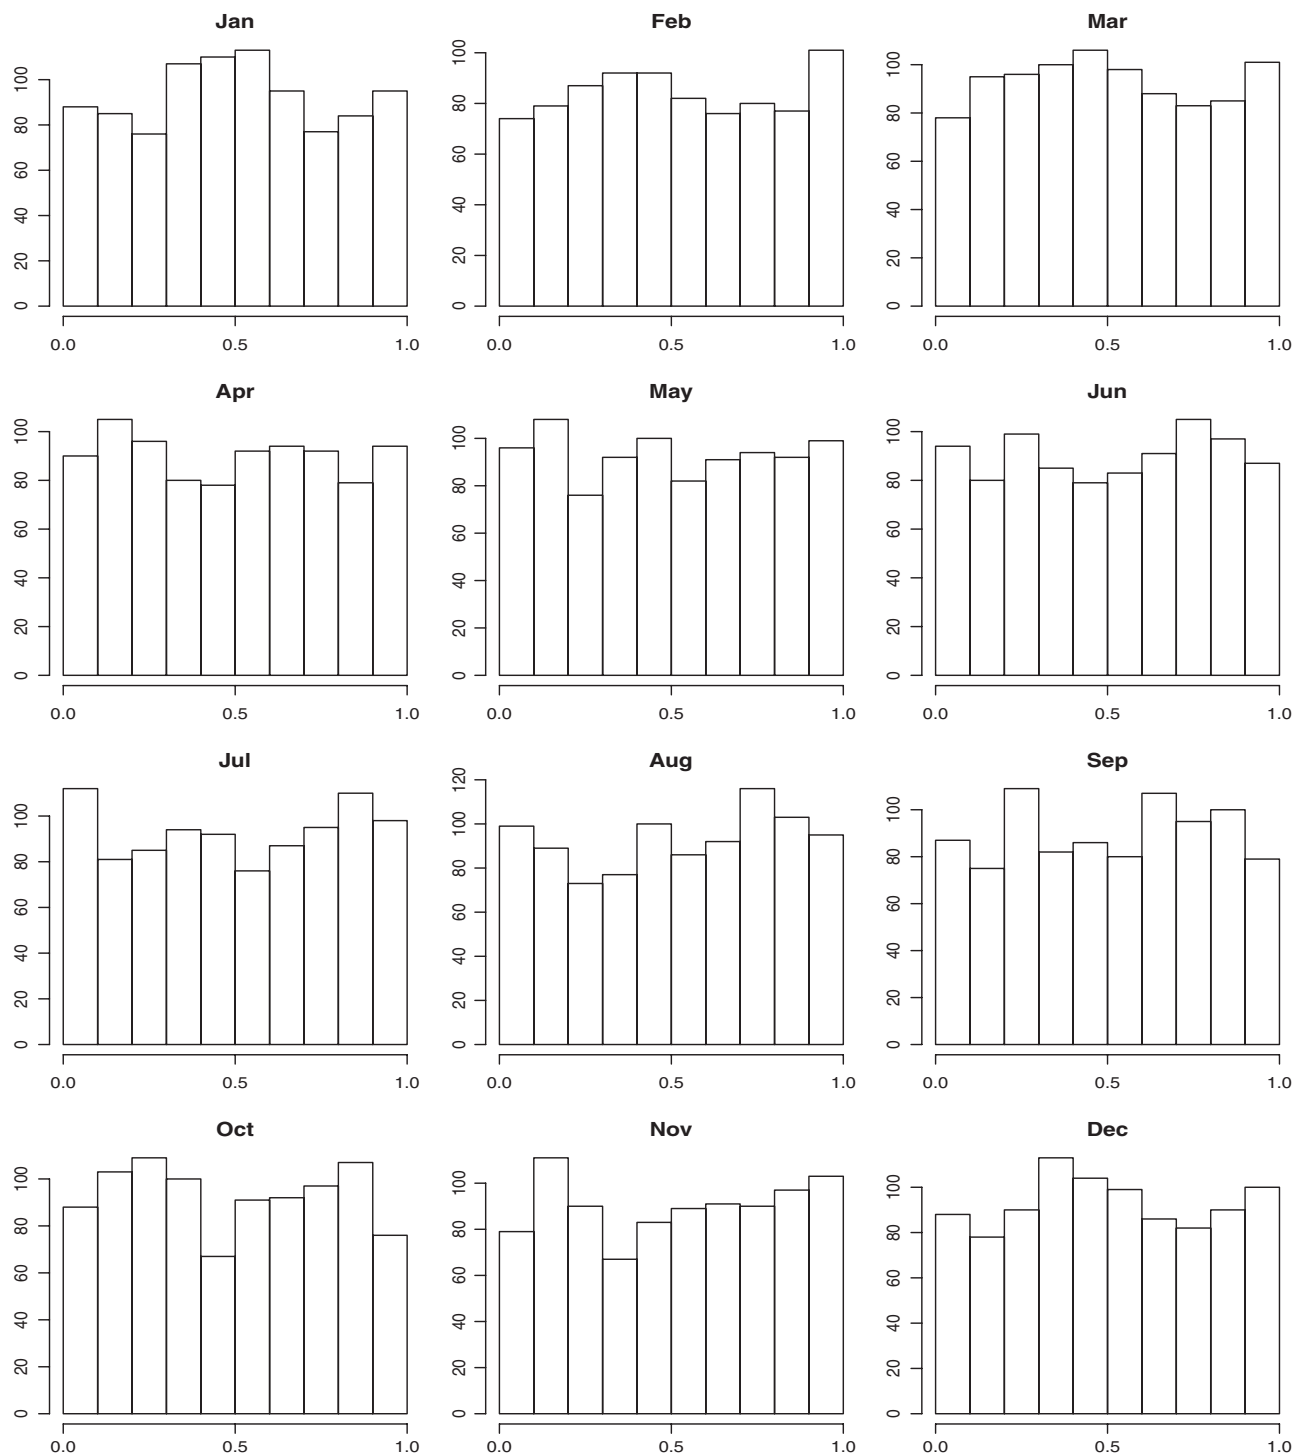 Jan Feb Mar
0 20 40 60 80 100 0 20 40 60 80 100 0 20 40 60 80 100
0.0 0.5 1.0 0.0 0.5 1.0 0.0 0.5 1.0
Apr May Jun
0 20 40 60 80 100 0 20 40 60 80 100 0 20 40 60 80 100
0.0 0.5 1.0 0.0 0.5 1.0 0.0 0.5 1.0
Jul Aug Sep
0 20 40 60 80 100 0 20 40 60 80 100 120 0 20 40 60 80 100
0.0 0.5 1.0 0.0 0.5 1.0 0.0 0.5 1.0
Oct Nov Dec
0 20 40 60 80 100 0 20 40 60 80 100 0 20 40 60 80 100
0.0 0.5 1.0 0.0 0.5 1.0 0.0 0.5 1.0